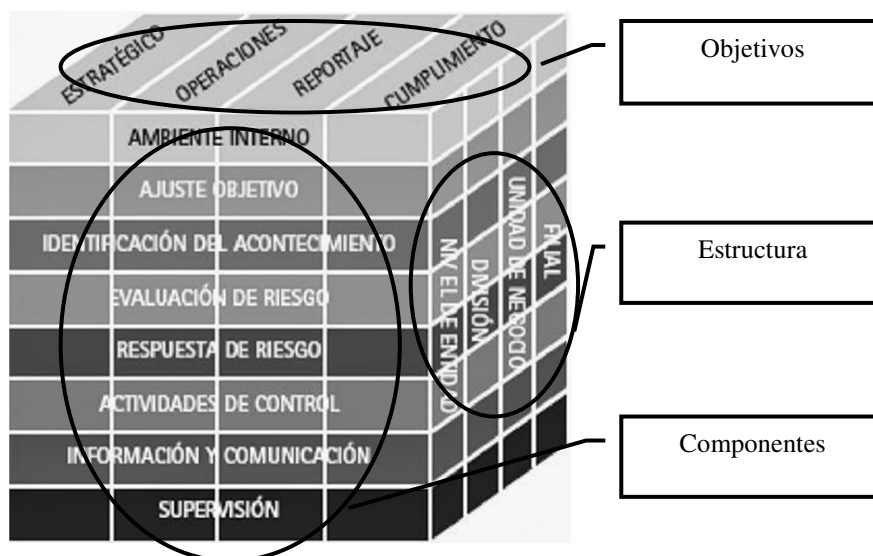 ESTRATÉGICO
OPERACIONES
REPORTAJE
CUMPLIMIENTO
Objetivos
AMBIENTE INTERNO
AJUSTE OBJETIVO
IDENTIFICACIÓN DEL ACONTECIMIENTO
EVALUACIÓN DE RIESGO
RESPUESTA DE RIESGO
ACTIVIDADES DE CONTROL
INFORMACIÓN Y COMUNICACIÓN
SUPERVISIÓN
NIVEL DE ENTIDAD
DIVISIÓN
UNIDAD DE NEGOCIO
FILIAL
Estructura
Componentes